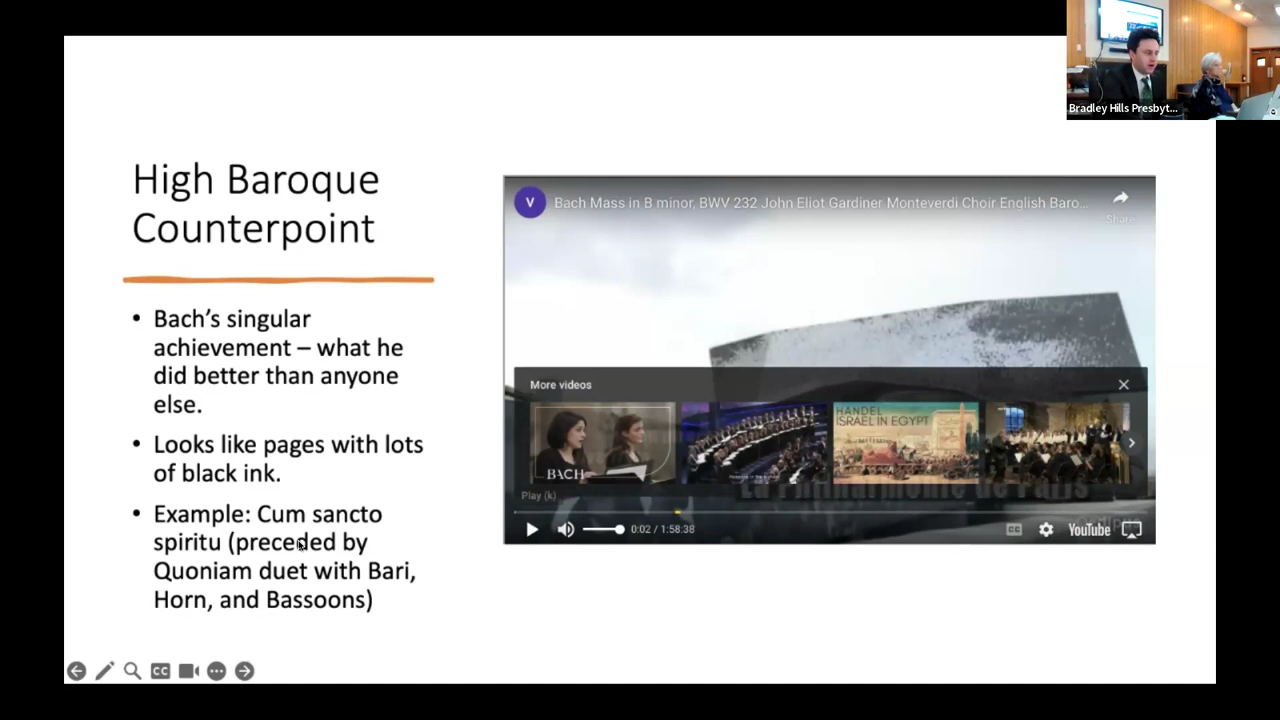 Bradley Hills Presbyt...
High Baroque
Counterpoint
• Bach’s singular
achievement – what he
did better than anyone
else.
• Looks like pages with lots
of black ink.
• Example: Cum sancto
spiritu (preceded by
Quoniam duet with Bari,
Horn, and Bassoons)
V
Bach Mass in B minor, BWV 232 John Eliot Gardiner Monteverdi Choir English Baro...
Share
More videos
BACH
HANDEL
ISRAEL IN EGYPT
La Philharmonie de Paris
Play (k)
0:02 / 1:58:38
CC
YouTube
CC